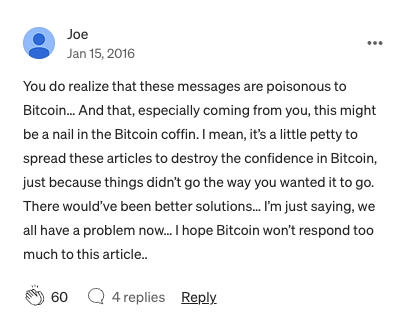 Joe
Jan 15, 2016
You do realize that these messages are poisonous to
Bitcoin... And that, especially coming from you, this might
be a nail in the Bitcoin coffin. I mean, it’s a little petty to
spread these articles to destroy the confidence in Bitcoin,
just because things didn’t go the way you wanted it to go.
There would’ve been better solutions... I’m just saying, we
all have a problem now... I hope Bitcoin won’t respond too
much to this article..
60 4 replies Reply